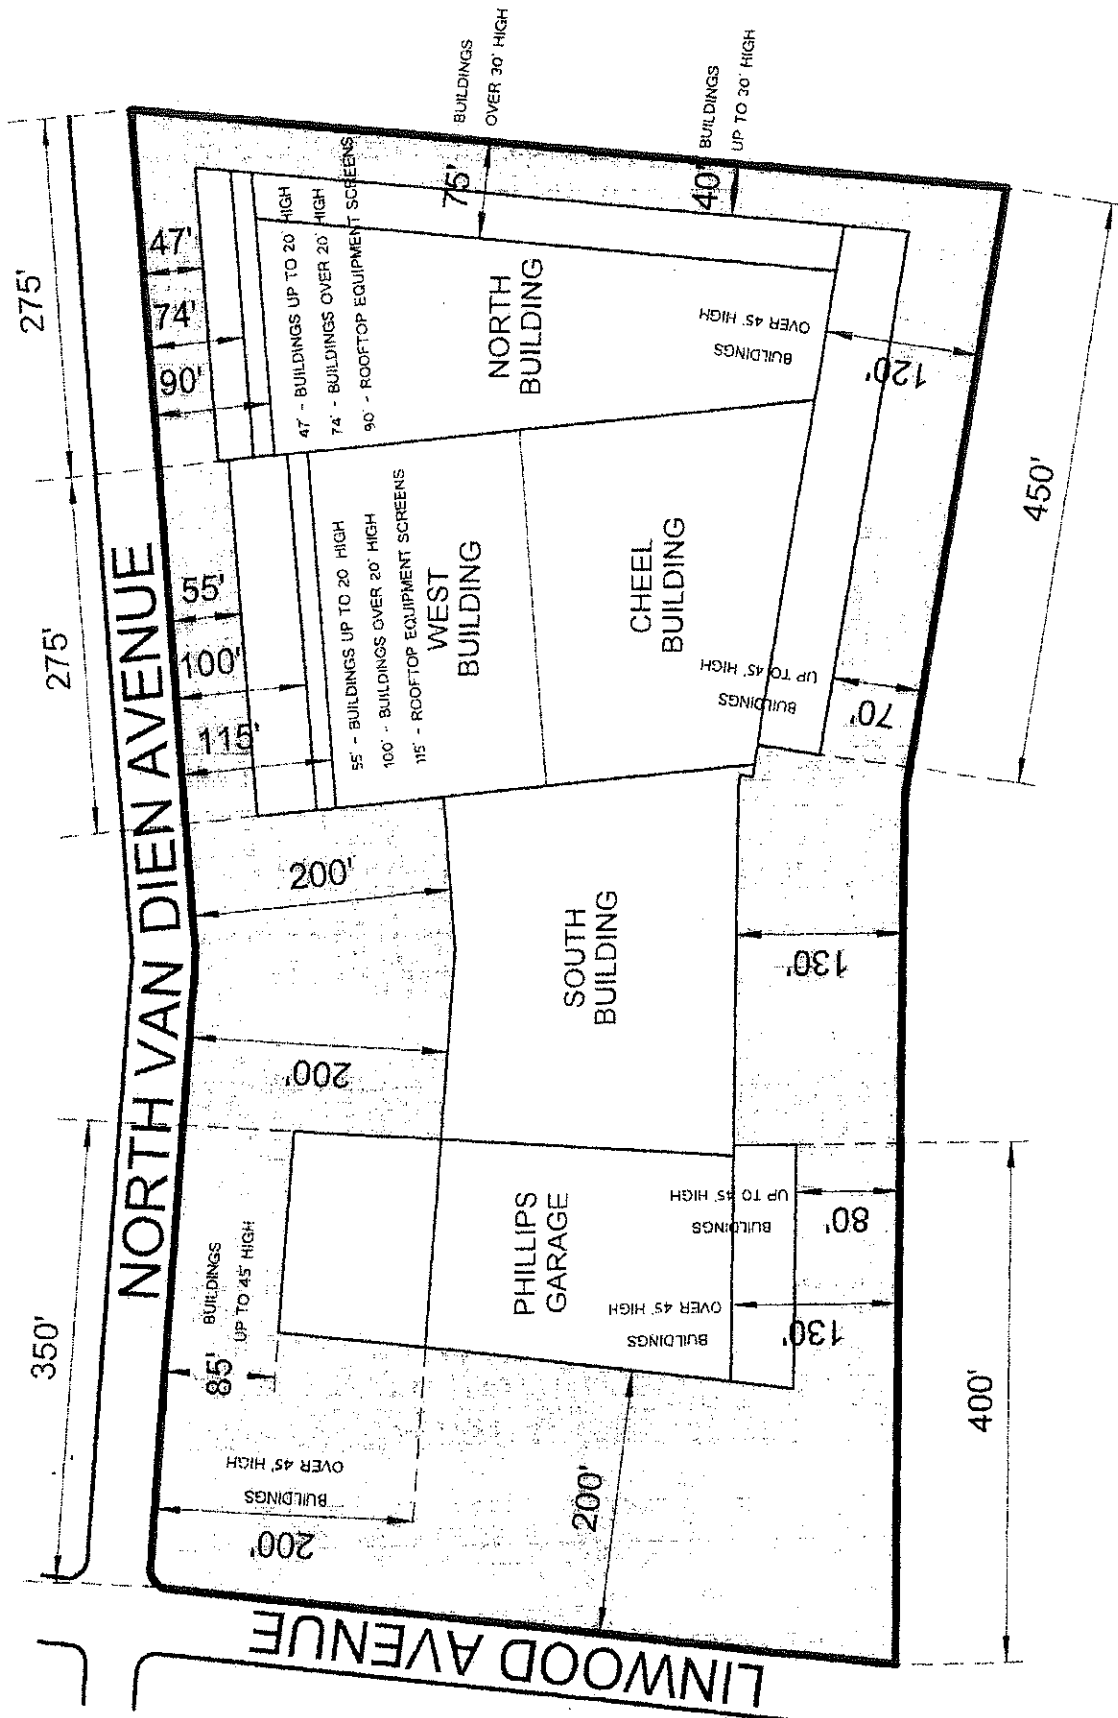 BUILDINGS
OVER 30' HIGH
BUILDINGS
UP TO 30' HIGH
275'
47'
74'
90'
47' - BUILDINGS UP TO 20' HIGH
74' - BUILDINGS OVER 20' HIGH
90' - ROOFTOP EQUIPMENT SCREENS
75'
40'
NORTH
BUILDING
BUILDINGS
OVER 45' HIGH
120'
275'
55'
100'
115'
55' - BUILDINGS UP TO 20' HIGH
100' - BUILDINGS OVER 20' HIGH
115' - ROOFTOP EQUIPMENT SCREENS
WEST
BUILDING
CHEEL
BUILDING
BUILDINGS
UP TO 45' HIGH
70'
450'
NORTH VAN DIEN AVENUE
200'
SOUTH
BUILDING
130'
200'
350'
BUILDINGS
UP TO 45' HIGH
85'
PHILLIPS
GARAGE
BUILDINGS
UP TO 45' HIGH
80'
BUILDINGS
OVER 45' HIGH
130'
400'
BUILDINGS
OVER 45' HIGH
200'
200'
LINWOOD AVENUE